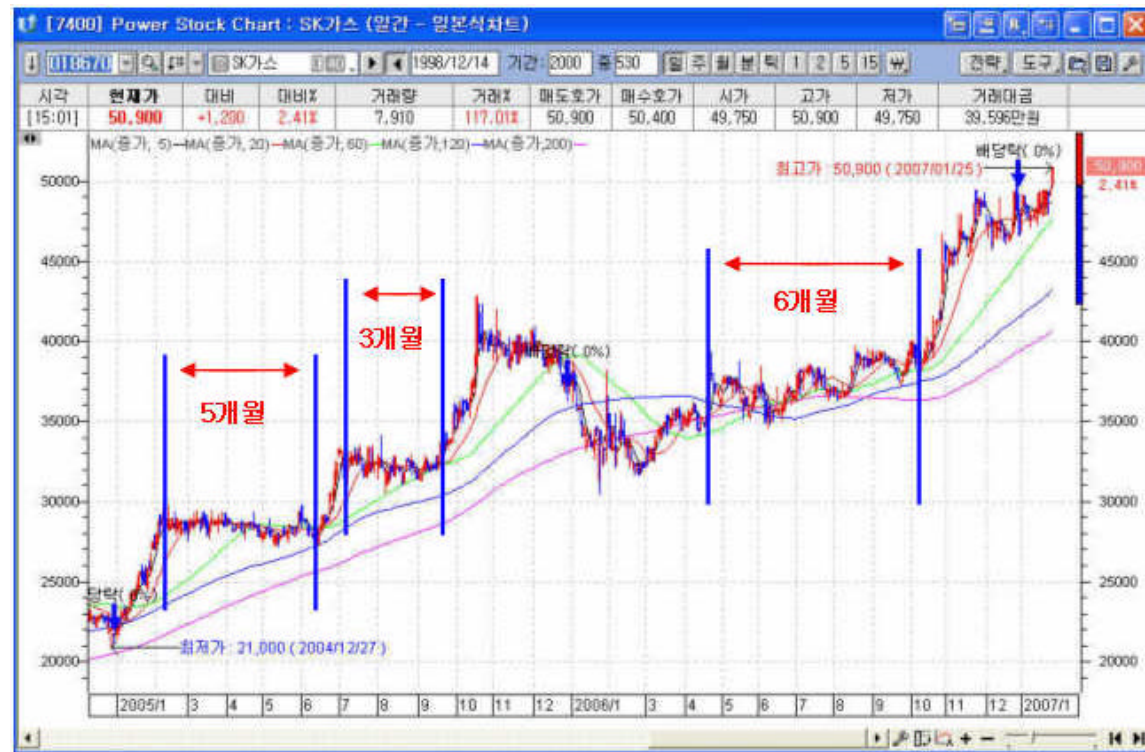 [7400] Power Stock Chart : SK가스 (일간 - 일본식차트)
018670 SK가스 1998/12/14 기간: 2000 중 530 일 주 월 분 틱 1 2 5 15 ₩ 전략 도구
시각 현재가 대비 대비% 거래량 거래% 매도호가 매수호가 시가 고가 저가 거래대금
[15:01] 50,900 +1,200 2.41% 7,910 117.01% 50,900 50,400 49,750 50,900 49,750 39,596만원
MA(종가, 5) MA(종가, 20) MA(종가, 60) MA(종가,120) MA(종가,200)
배당락( 0%)
최고가 : 50,900 ( 2007/01/25 )
50000 50,900
2.41%
45000 45000
6개월
3개월
40000 40000
배당락( 0%)
5개월
35000 35000
30000 30000
25000 25000
당락( 0%)
최저가 : 21,000 ( 2004/12/27 )
20000 20000
2005/1 3 4 5 6 7 8 9 10 11 12 2006/1 3 4 5 6 7 8 9 10 11 12 2007/1